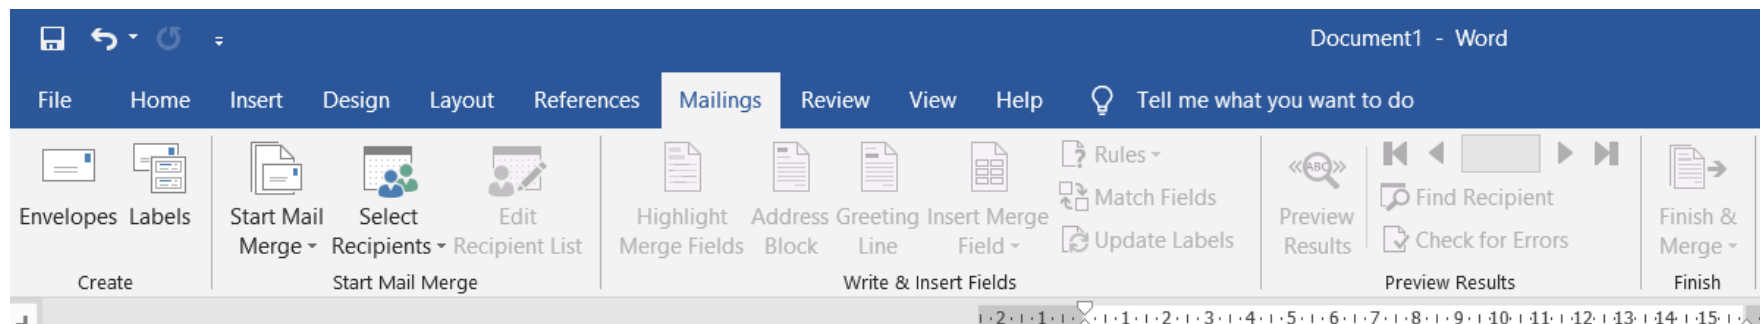 Document1 - Word
File Home Insert Design Layout References Mailings Review View Help Tell me what you want to do
Envelopes
Labels
Start Mail
Merge
Select
Recipients
Edit
Recipient List
Highlight
Merge Fields
Address
Block
Greeting
Line
Insert Merge
Field
Rules
Match Fields
Update Labels
«ABC»
Preview
Results
Find Recipient
Check for Errors
Finish &
Merge
Create
Start Mail Merge
Write & Insert Fields
Preview Results
Finish
2 1 1 2 3 4 5 6 7 8 9 10 11 12 13 14 15